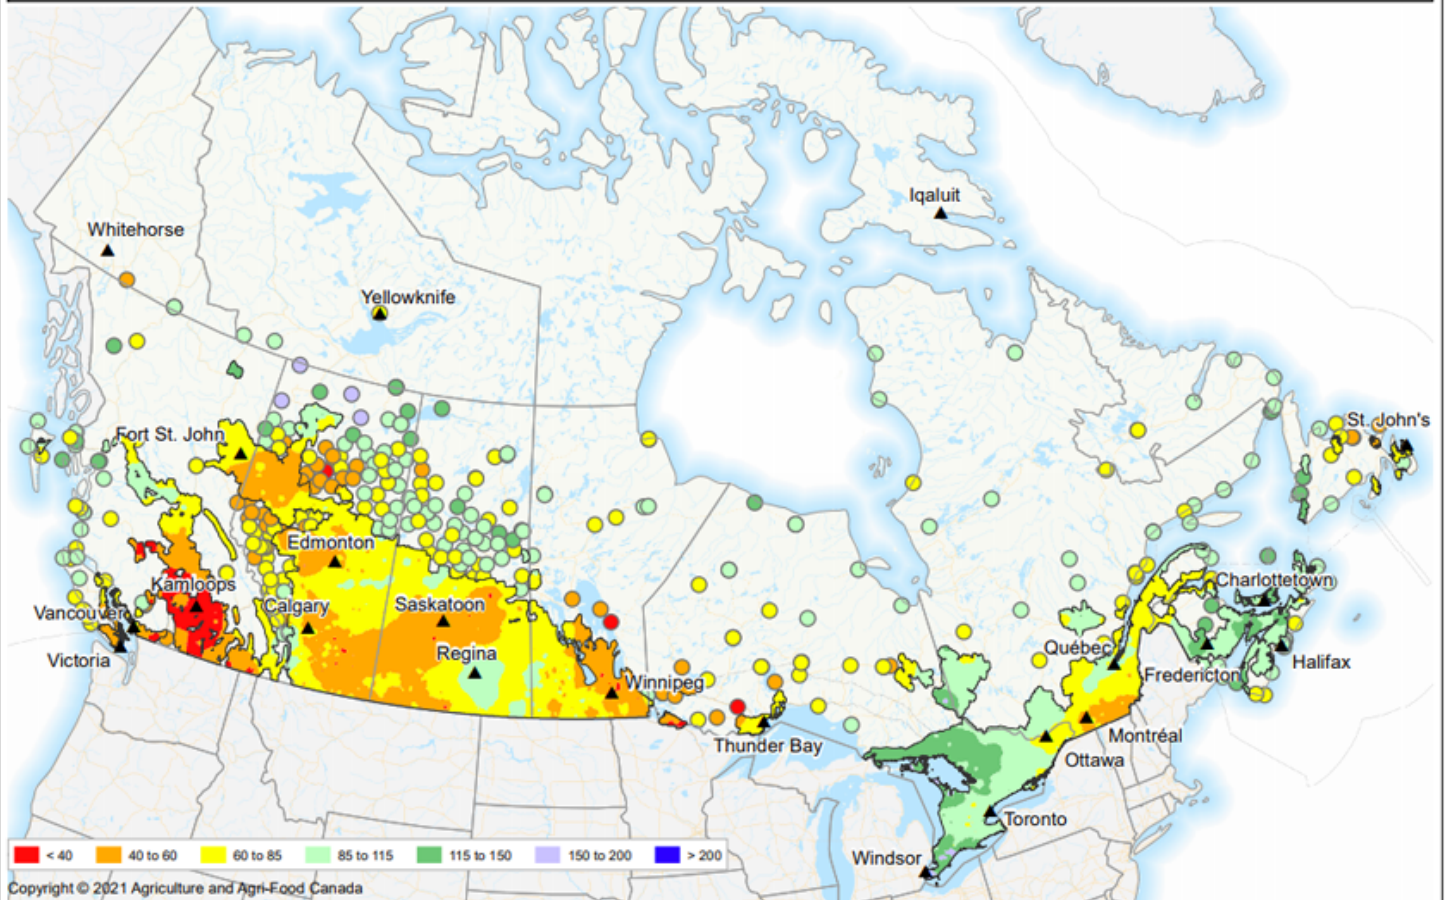 Iqaluit
Whitehorse
Yellowknife
St. John's
Fort St. John
Edmonton
Charlottetown
Kamloops
Calgary
Saskatoon
Vancouver
Québec
Regina
Victoria
Halifax
Fredericton
Winnipeg
Montréal
Thunder Bay
Ottawa
Toronto
Windsor
< 40 40 to 60 60 to 85 85 to 115 115 to 150 150 to 200 > 200
Copyright © 2021 Agriculture and Agri-Food Canada